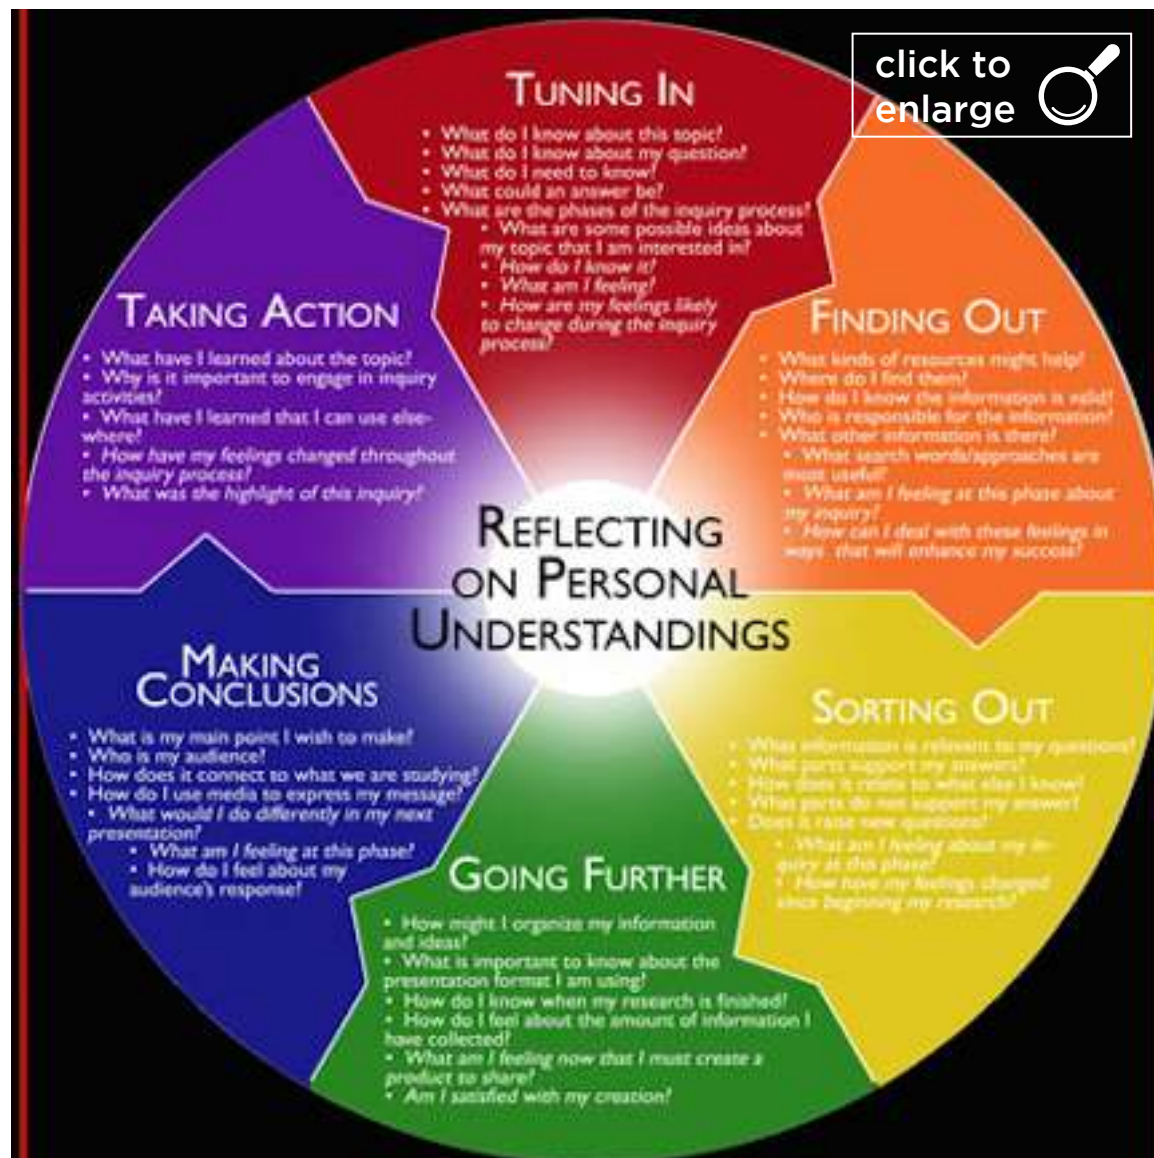 click to
enlarge
TUNING IN
• What do I know about this topic?
• What do I know about my question?
• What do I need to know?
• What could an answer be?
• What are the phases of the inquiry process?
• What are some possible ideas about
my topic that I am interested in?
• How do I know it?
• What am I feeling?
• How are my feelings likely
to change during the inquiry
process?
FINDING OUT
• What kinds of resources might help?
• Where do I find them?
• How do I know the information is valid?
• Who is responsible for the information?
• What other information is there?
• What search words/approaches are
most useful?
• What am I feeling at this phase about
my inquiry?
• How can I deal with these feelings in
ways that will enhance my success?
SORTING OUT
• What information is relevant to my questions?
• What parts support my answers?
• How does it relate to what else I know?
• What parts do not support my answer?
• Does it raise new questions?
• What am I feeling about my in-
quiry at this phase?
• How have my feelings changed
since beginning my research?
GOING FURTHER
• How might I organize my information
and ideas?
• What is important to know about the
presentation format I am using?
• How do I know when my research is finished?
• How do I feel about the amount of information I
have collected?
• What am I feeling now that I must create a
product to share?
• Am I satisfied with my creation?
MAKING
CONCLUSIONS
• What is my main point I wish to make?
• Who is my audience?
• How does it connect to what we are studying?
• How do I use media to express my message?
• What would I do differently in my next
presentation?
• What am I feeling at this phase?
• How do I feel about my
audience's response?
TAKING ACTION
• What have I learned about the topic?
• Why is it important to engage in inquiry
activities?
• What have I learned that I can use else-
where?
• How have my feelings changed throughout
the inquiry process?
• What was the highlight of this inquiry?
REFLECTING
ON PERSONAL
UNDERSTANDINGS